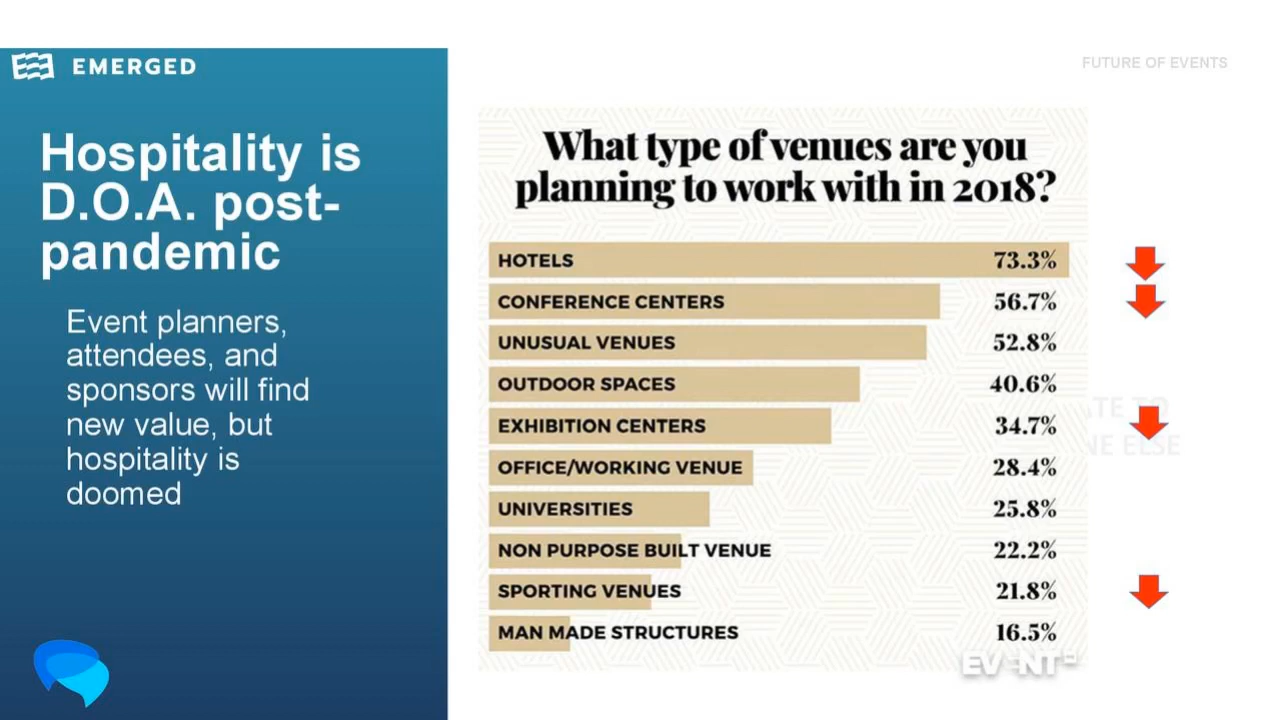 EMERGED
FUTURE OF EVENTS
Hospitality is
D.O.A. post-
pandemic
Event planners,
attendees, and
sponsors will find
new value, but
hospitality is
doomed
What type of venues are you
planning to work with in 2018?
HOTELS 73.3%
CONFERENCE CENTERS 56.7%
UNUSUAL VENUES 52.8%
OUTDOOR SPACES 40.6%
EXHIBITION CENTERS 34.7%
OFFICE/WORKING VENUE 28.4%
UNIVERSITIES 25.8%
NON PURPOSE BUILT VENUE 22.2%
SPORTING VENUES 21.8%
MAN MADE STRUCTURES 16.5%
TO
ELSE